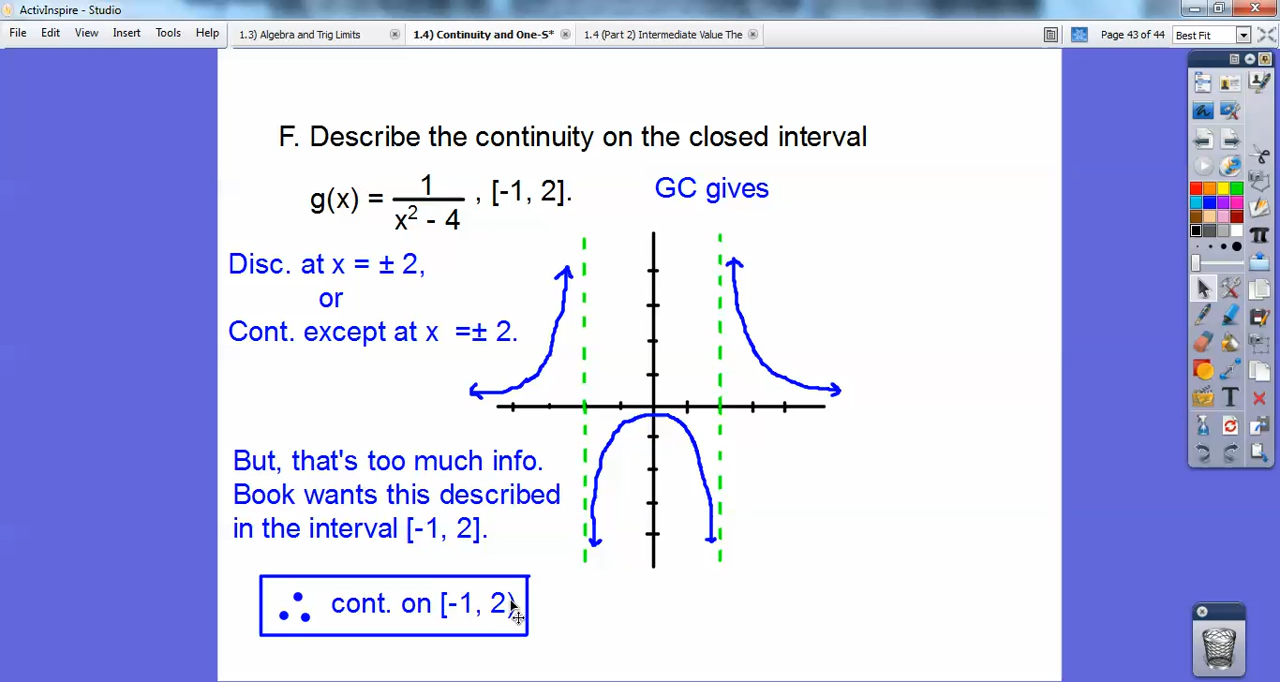 ActivInspire - Studio
File Edit View Insert Tools Help
1.3) Algebra and Trig Limits
1.4) Continuity and One-S*
1.4 (Part 2) Intermediate Value The
Page 43 of 44
Best Fit
F. Describe the continuity on the closed interval
g(x) = 1 / (x² - 4) , [-1, 2].
GC gives
Disc. at x = ± 2,
or
Cont. except at x =± 2.
But, that's too much info.
Book wants this described
in the interval [-1, 2].
∴ cont. on [-1, 2)